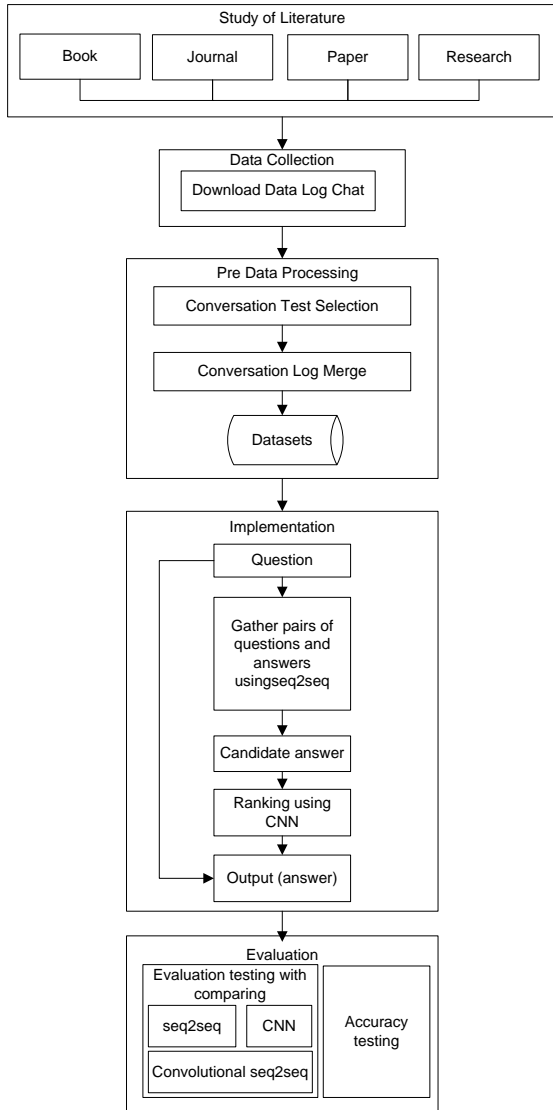 Study of Literature
Book
Journal
Paper
Research
Data Collection
Download Data Log Chat
Pre Data Processing
Conversation Test Selection
Conversation Log Merge
Datasets
Implementation
Question
Gather pairs of
questions and
answers
usingseq2seq
Candidate answer
Ranking using
CNN
Output (answer)
Evaluation
Evaluation testing with
comparing
seq2seq
CNN
Convolutional seq2seq
Accuracy
testing